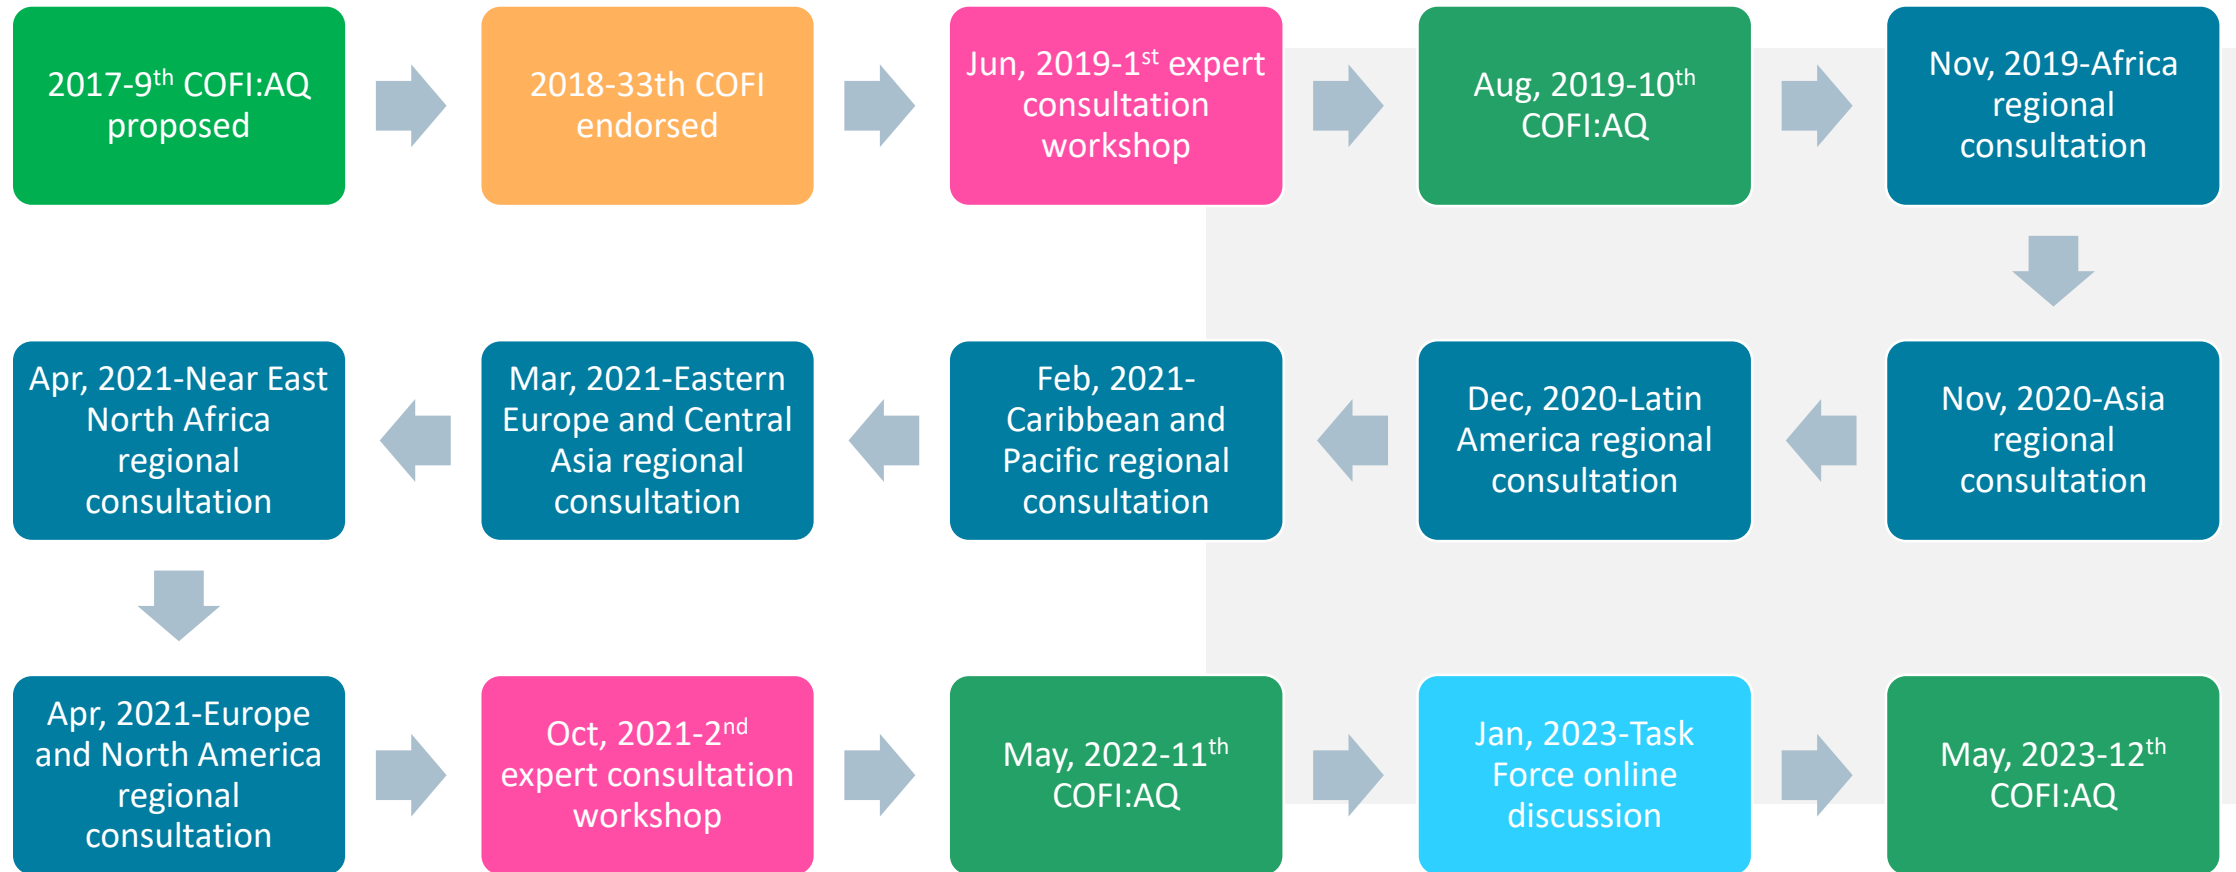 2017-9th COFI:AQ
proposed
2018-33th COFI
endorsed
Jun, 2019-1st expert
consultation
workshop
Aug, 2019-10th
COFI:AQ
Nov, 2019-Africa
regional
consultation
Nov, 2020-Asia
regional
consultation
Dec, 2020-Latin
America regional
consultation
Feb, 2021-
Caribbean and
Pacific regional
consultation
Mar, 2021-Eastern
Europe and Central
Asia regional
consultation
Apr, 2021-Near East
North Africa
regional
consultation
Apr, 2021-Europe
and North America
regional
consultation
Oct, 2021-2nd
expert consultation
workshop
May, 2022-11th
COFI:AQ
Jan, 2023-Task
Force online
discussion
May, 2023-12th
COFI:AQ